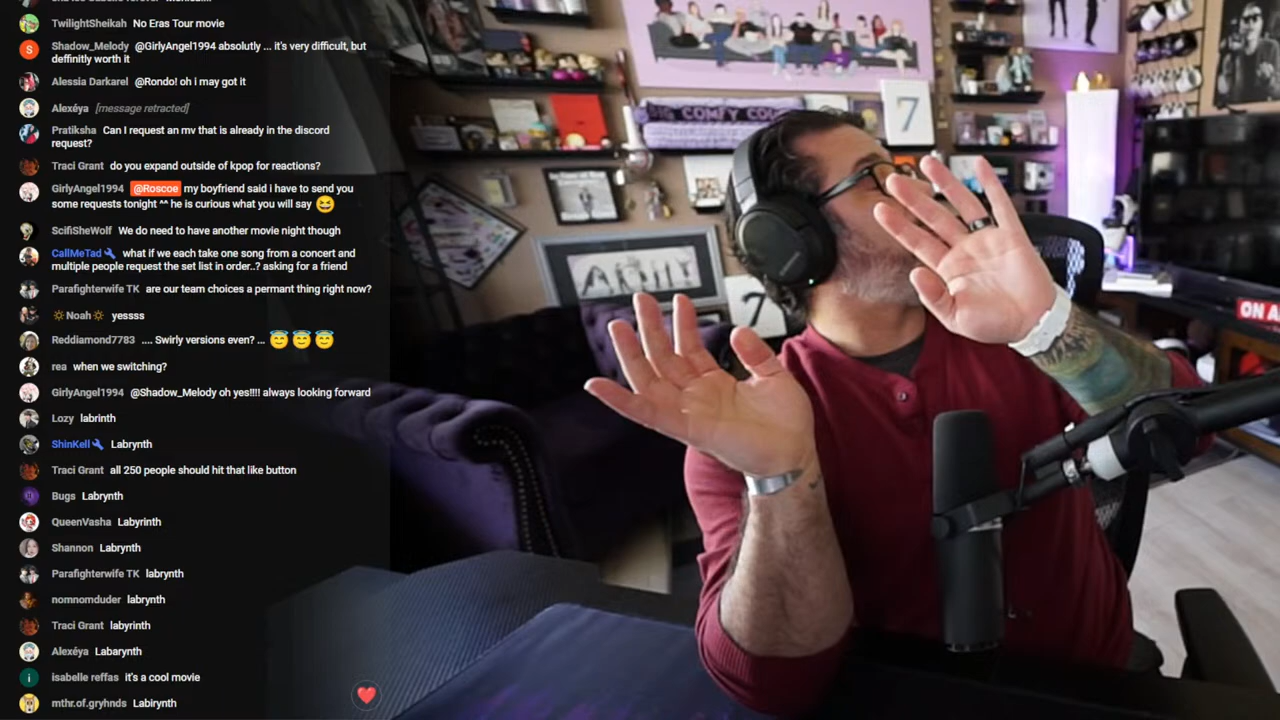 TwilightSheikah No Eras Tour movie
Shadow_Melody @GirlyAngel1994 absolutly ... it's very difficult, but
deffinitly worth it
Alessia Darkarel @Rondo! oh i may got it
Alexéya [message retracted]
Pratiksha Can I request an mv that is already in the discord
request?
Traci Grant do you expand outside of kpop for reactions?
GirlyAngel1994 @Roscoe my boyfriend said i have to send you
some requests tonight ^^ he is curious what you will say 😆
ScifiSheWolf We do need to have another movie night though
CallMeTad what if we each take one song from a concert and
multiple people request the set list in order..? asking for a friend
Parafighterwife TK are our team choices a permant thing right now?
🔆Noah🔆 yessss
Reddiamond7783 .... Swirly versions even? ... 😇 😇 😇
rea when we switching?
GirlyAngel1994 @Shadow_Melody oh yes!!!! always looking forward
Lozy labrinth
ShinKell Labrynth
Traci Grant all 250 people should hit that like button
Bugs Labrynth
QueenVasha Labyrinth
Shannon Labrynth
Parafighterwife TK labrynth
nomnomduder labrynth
Traci Grant labyrinth
Alexéya Labarynth
isabelle reffas it's a cool movie
mthr.of.gryhnds Labirynth
BIG COMFY COU
7
ARMY
7
ON A